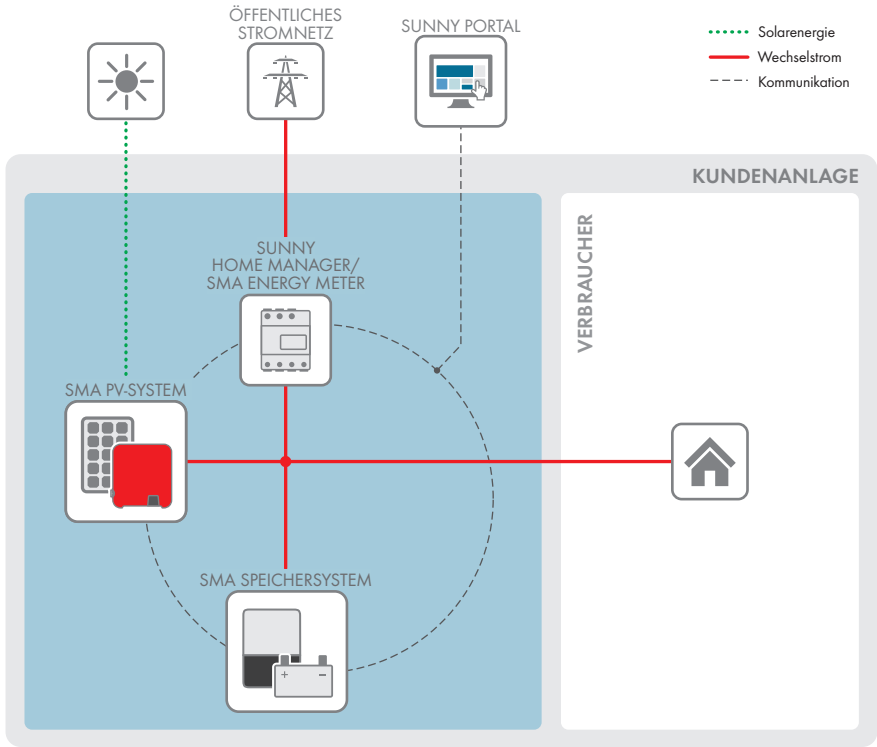 ÖFFENTLICHES
STROMNETZ
SUNNY PORTAL
Solarenergie
Wechselstrom
Kommunikation
KUNDENANLAGE
SUNNY
HOME MANAGER/
SMA ENERGY METER
VERBRAUCHER
SMA PV-SYSTEM
SMA SPEICHERSYSTEM
+ −